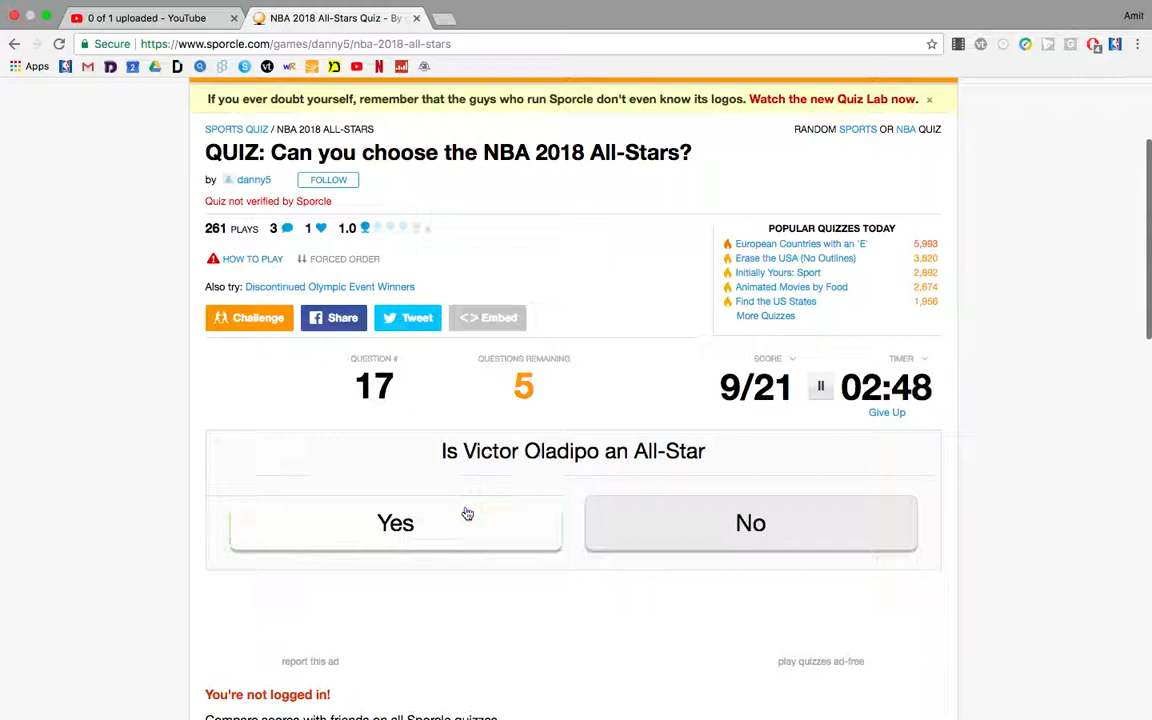 0 of 1 uploaded - YouTube
NBA 2018 All-Stars Quiz - By
Amit
Secure
https://www.sporcle.com/games/danny5/nba-2018-all-stars
Apps
If you ever doubt yourself, remember that the guys who run Sporcle don't even know its logos. Watch the new Quiz Lab now. ×
SPORTS QUIZ / NBA 2018 ALL-STARS
RANDOM SPORTS OR NBA QUIZ
QUIZ: Can you choose the NBA 2018 All-Stars?
by danny5 FOLLOW
Quiz not verified by Sporcle
261 PLAYS 3 1 1.0
HOW TO PLAY FORCED ORDER
Also try: Discontinued Olympic Event Winners
Challenge Share Tweet <> Embed
POPULAR QUIZZES TODAY
European Countries with an 'E' 5,993
Erase the USA (No Outlines) 3,820
Initially Yours: Sport 2,892
Animated Movies by Food 2,674
Find the US States 1,956
More Quizzes
QUESTION # QUESTIONS REMAINING SCORE TIMER
17 5 9/21 02:48
Give Up
Is Victor Oladipo an All-Star
Yes No
report this ad play quizzes ad-free
You're not logged in!
Compare scores with friends on all Sporcle quizzes.